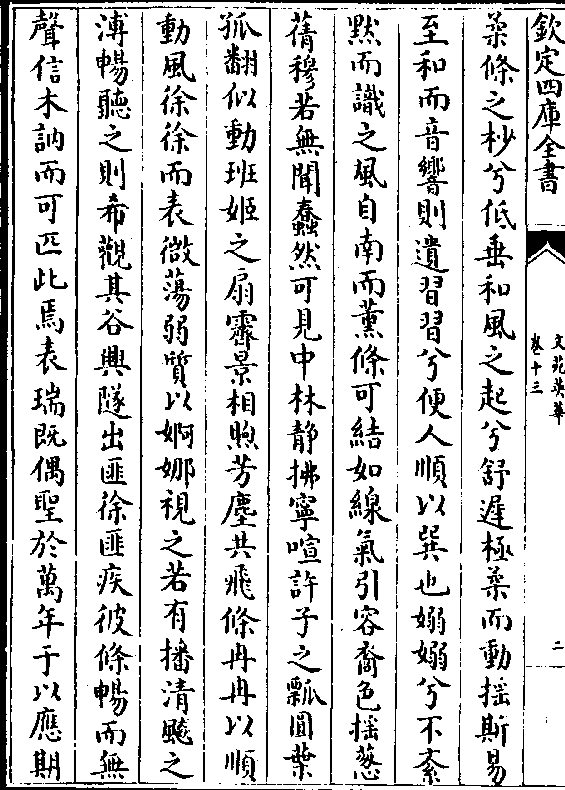 欽定四庫全書
文苑英華
卷十三
二
柔條之杪兮低垂和風之起兮舒遲極柔而動揺斯易
至和而音響則遺習習兮便人順以巽也嫋嫋兮不紊
黙而識之風自南而薫條可結如線氣引容裔色揺葱
蒨穆若無聞蠢然可見中林静拂寧喧許子之瓢圓葉
孤翻似動班姬之扇霽景相煦芳塵共飛條冉冉以順
動風徐徐而表微蕩弱質以婀娜視之若有播清飈之
溥暢聽之則希觀其谷興隧出匪徐匪疾彼條暢而無
聲信木訥而可匹此焉表瑞既偶聖於萬年于以應期